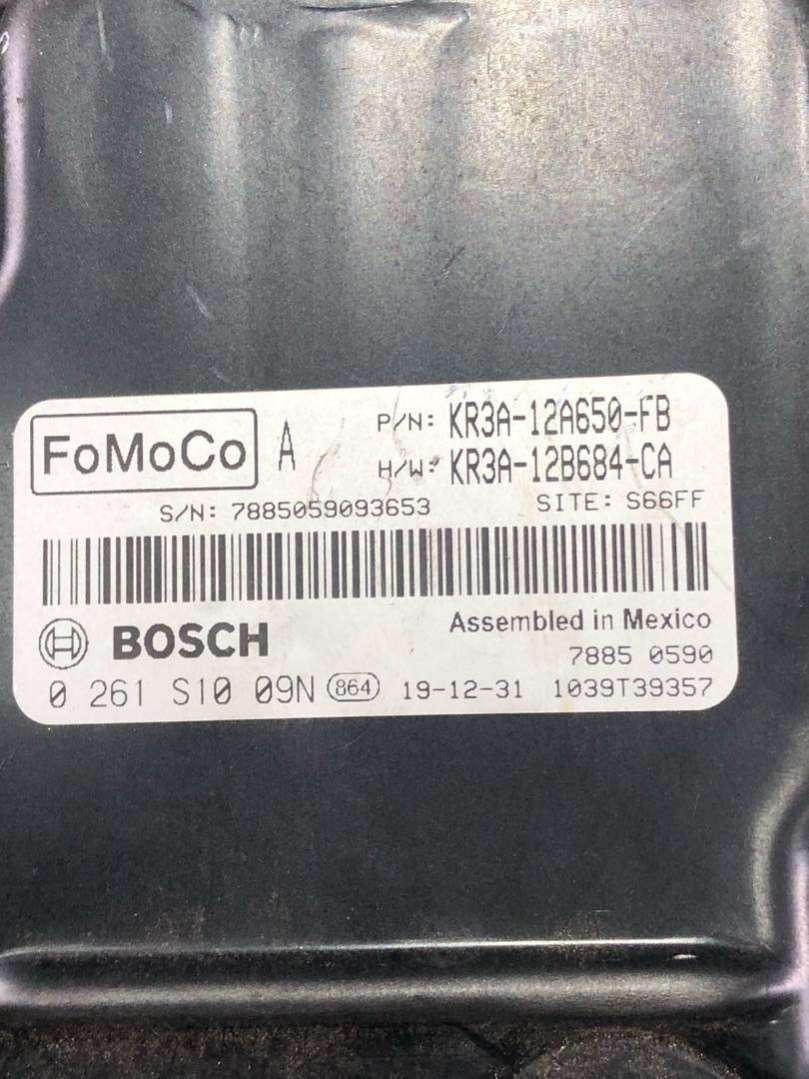 FoMoCo A P/N: KR3A-12A650-FB
H/W: KR3A-12B684-CA
S/N: 7885059093653 SITE: S66FF
BOSCH Assembled in Mexico
7885 0590
0 261 S10 09N 864 19-12-31 1039T39357